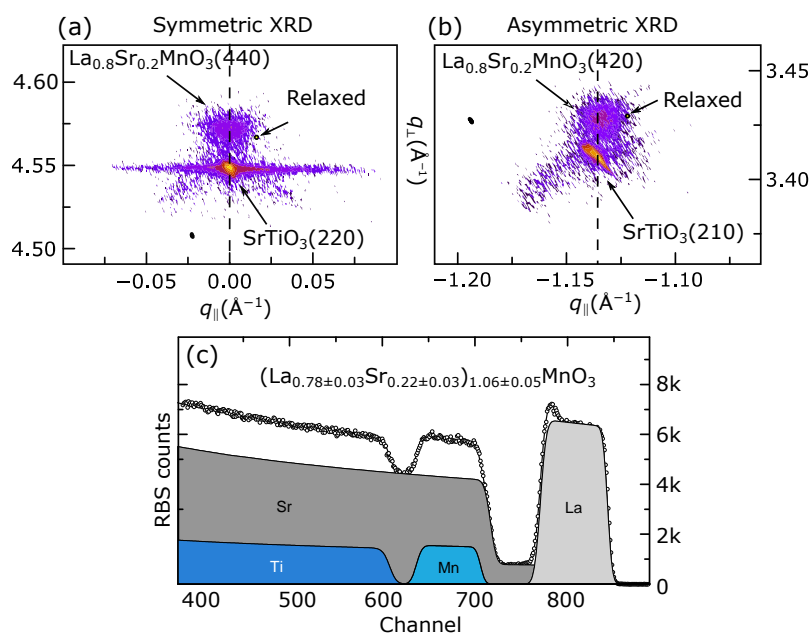 (a) Symmetric XRD
La0.8Sr0.2MnO3(440)
Relaxed
SrTiO3(220)
4.60
4.55
4.50
−0.05 0.00 0.05
q||(Å−1)
(b) Asymmetric XRD
La0.8Sr0.2MnO3(420)
Relaxed
SrTiO3(210)
q⊥(Å−1)
3.45
3.40
−1.20 −1.15 −1.10
q||(Å−1)
(c)
(La0.78±0.03Sr0.22±0.03)1.06±0.05MnO3
RBS counts
8k
6k
4k
2k
0
Sr
La
Ti
Mn
400 500 600 700 800
Channel